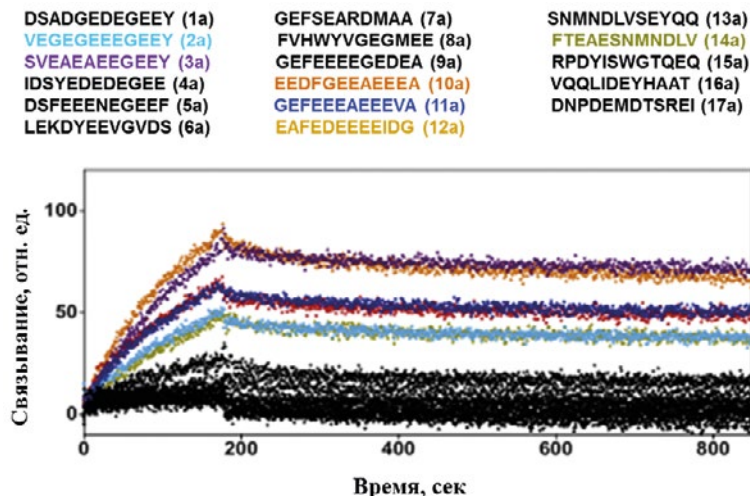 DSADGEDEGEEY (1a)
VEGEGEEEGEEY (2a)
SVEAEAEEGEEY (3a)
IDSYEDEDEGEE (4a)
DSFEEENEGEEF (5a)
LEKDYEEVGVDS (6a)
GEFSEARDMAA (7a)
FVHWYVGEGMEE (8a)
GEFEEEEGEDEA (9a)
EEDFGEEAEEEA (10a)
GEFEEEAEEEVA (11a)
EAFEDEEEEIDG (12a)
SNMNDLVSEYQQ (13a)
FTEAESNMNDLV (14a)
RPDYISWGTQEQ (15a)
VQQLIDEYHAAT (16a)
DNPDEMDTSREI (17a)
Связывание, отн. ед.
100
50
0
0
200
400
600
800
Время, сек